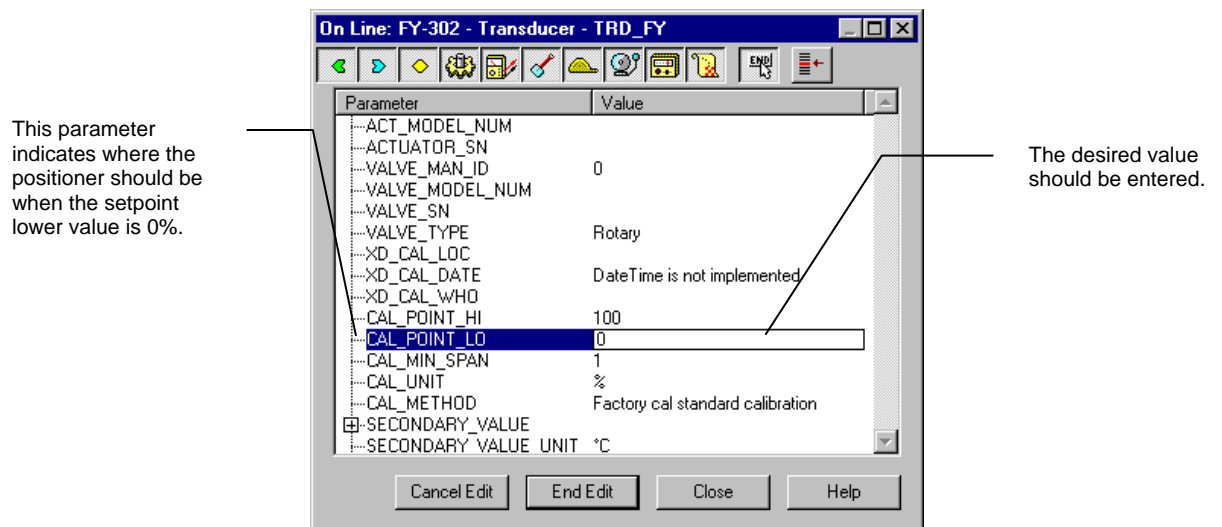 On Line: FY-302 - Transducer - TRD_FY
END
Parameter Value
ACT_MODEL_NUM
ACTUATOR_SN
VALVE_MAN_ID 0
VALVE_MODEL_NUM
VALVE_SN
VALVE_TYPE Rotary
XD_CAL_LOC
XD_CAL_DATE DateTime is not implemented
XD_CAL_WHO
CAL_POINT_HI 100
CAL_POINT_LO 0
CAL_MIN_SPAN 1
CAL_UNIT %
CAL_METHOD Factory cal standard calibration
SECONDARY_VALUE
SECONDARY_VALUE_UNIT °C
Cancel Edit End Edit Close Help
This parameter
indicates where the
positioner should be
when the setpoint
lower value is 0%.
The desired value
should be entered.